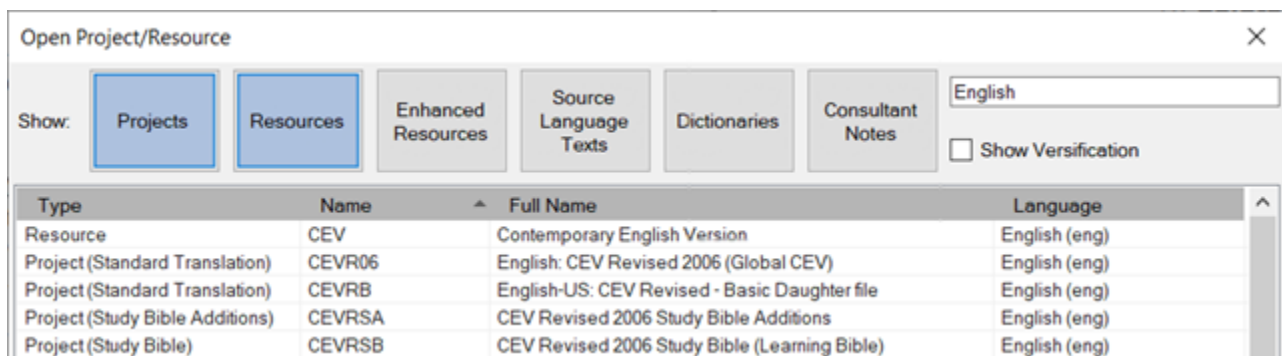 Open Project/Resource
Show:
Projects
Resources
Enhanced
Resources
Source
Language
Texts
Dictionaries
Consultant
Notes
English
Show Versification
Type Name Full Name Language
Resource CEV Contemporary English Version English (eng)
Project (Standard Translation) CEVR06 English: CEV Revised 2006 (Global CEV) English (eng)
Project (Standard Translation) CEVRB English-US: CEV Revised - Basic Daughter file English (eng)
Project (Study Bible Additions) CEVRSA CEV Revised 2006 Study Bible Additions English (eng)
Project (Study Bible) CEVRSB CEV Revised 2006 Study Bible (Learning Bible) English (eng)